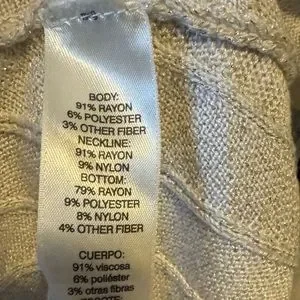 BODY:
91% RAYON
6% POLYESTER
3% OTHER FIBER
NECKLINE:
91% RAYON
9% NYLON
BOTTOM:
79% RAYON
9% POLYESTER
8% NYLON
4% OTHER FIBER
CUERPO:
91% viscosa
6% poliéster
3% otras fibras